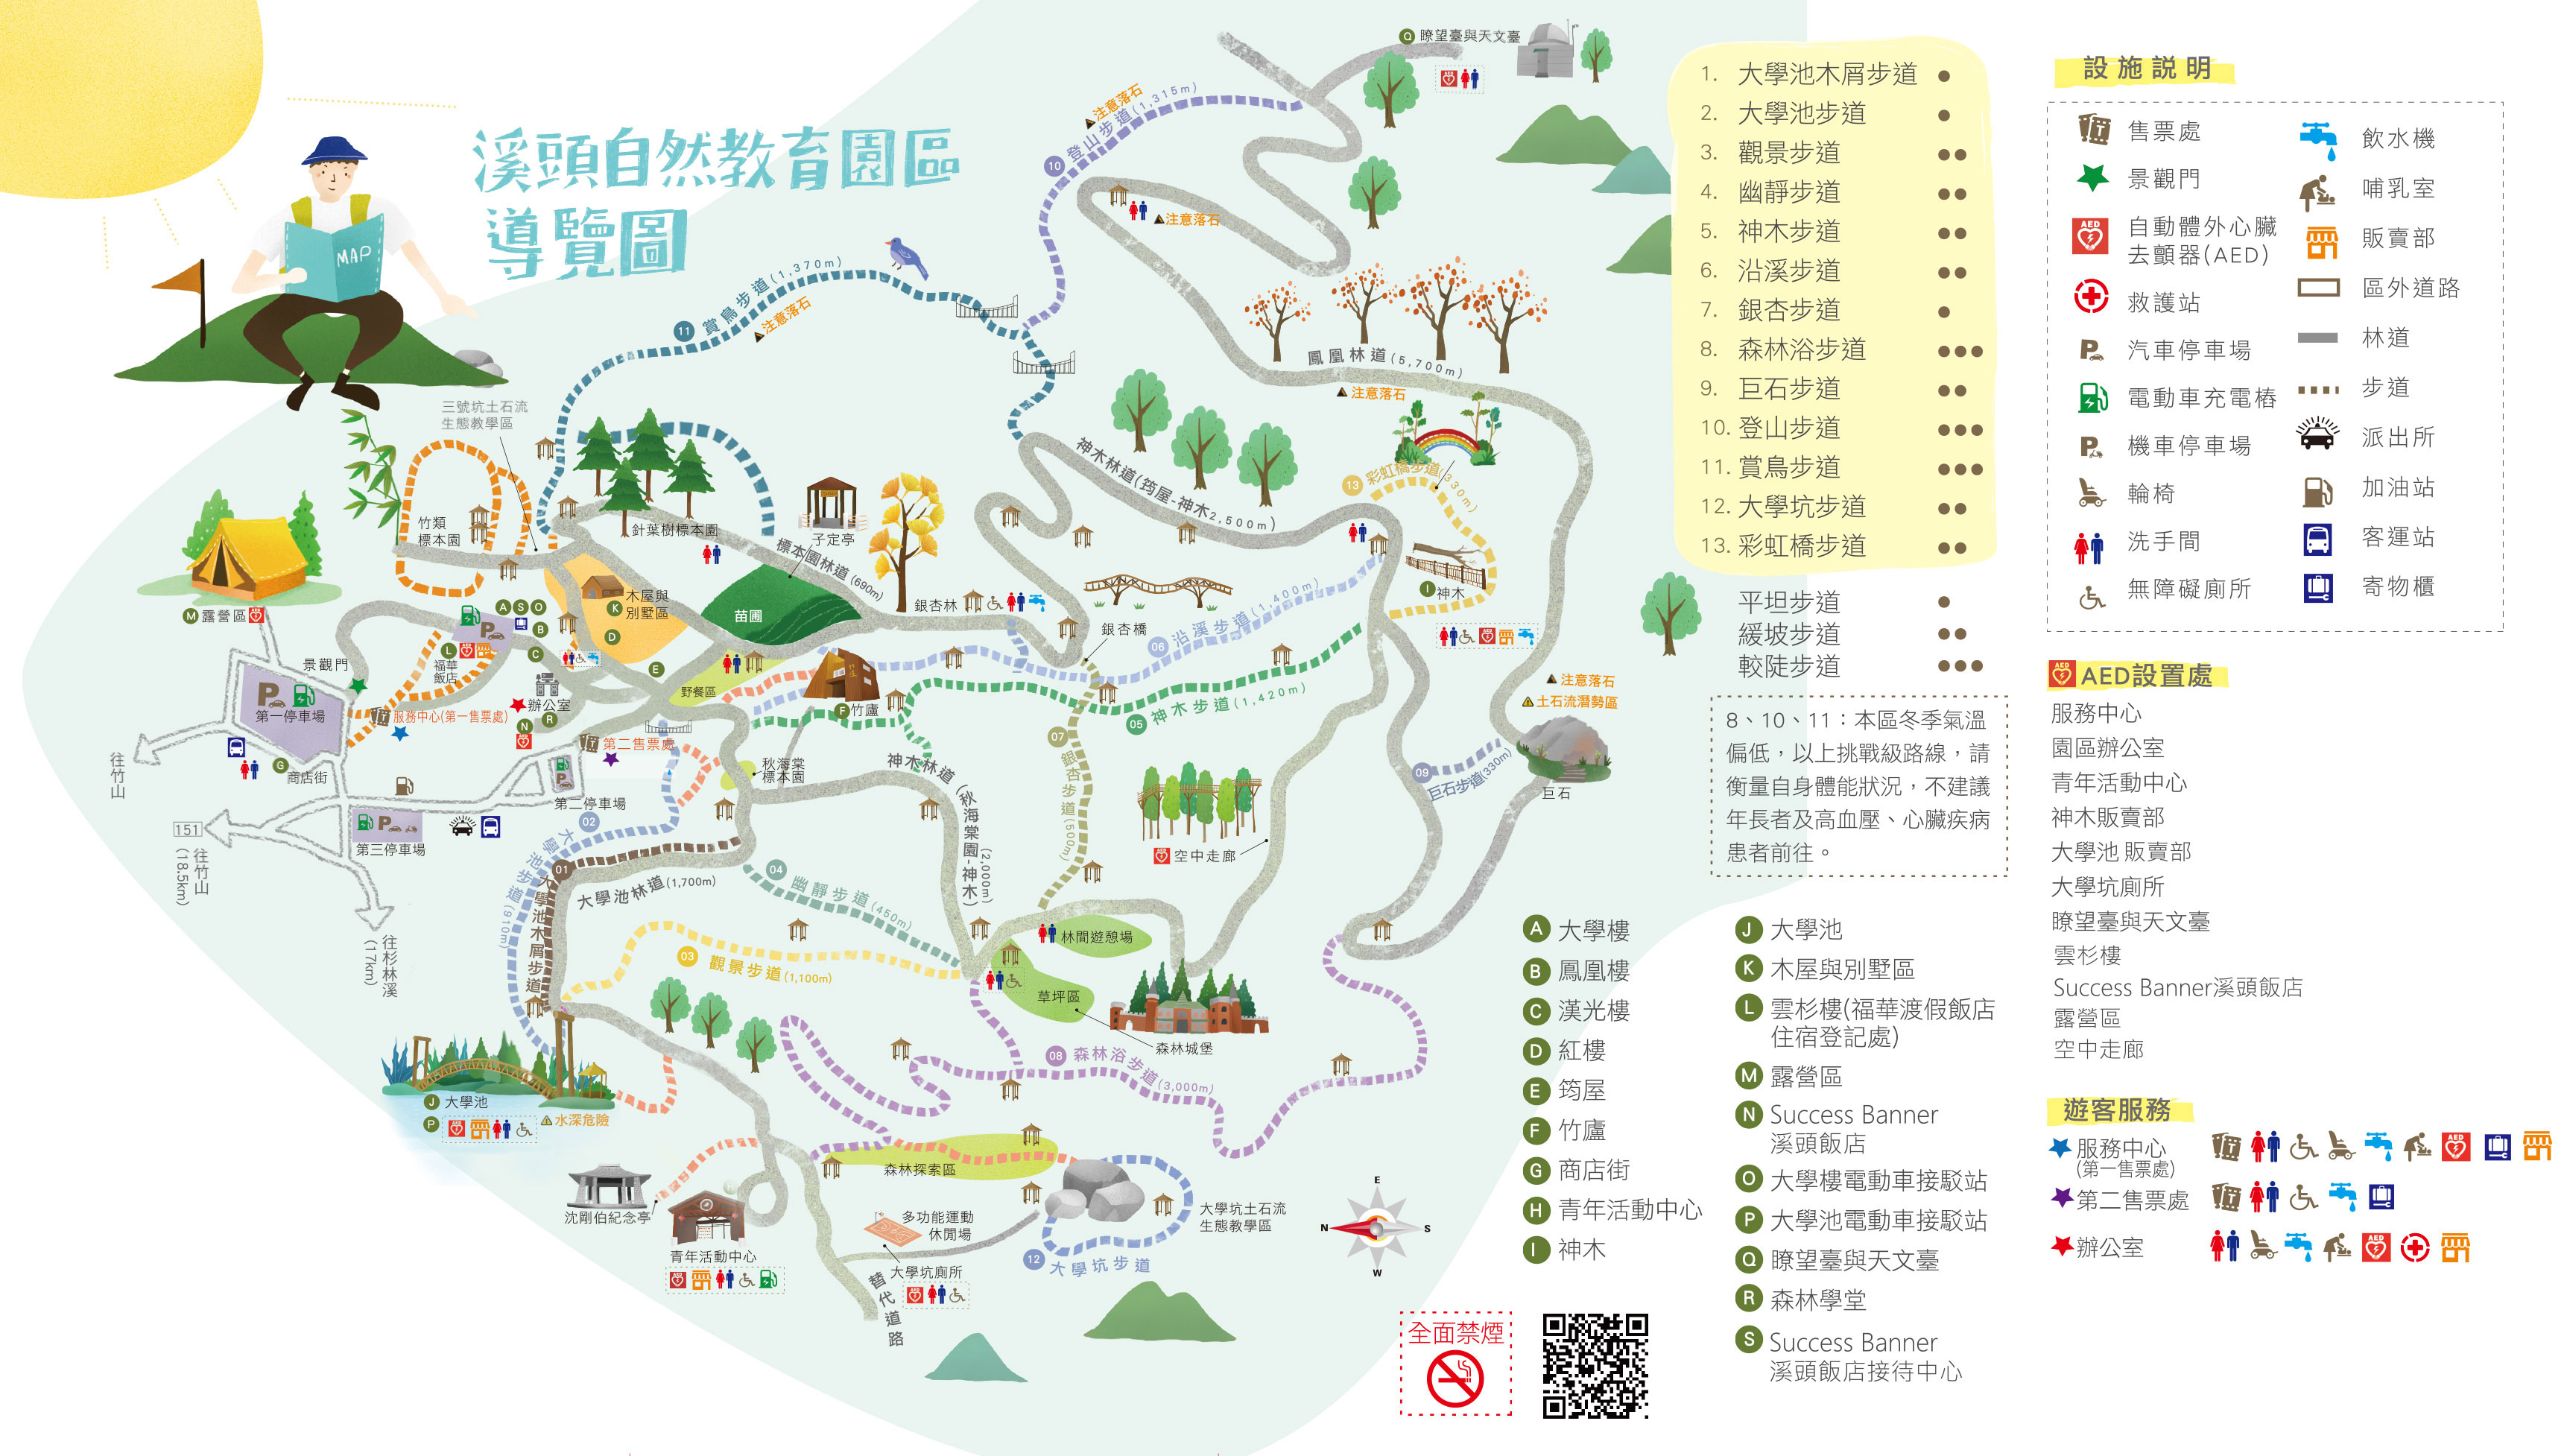 溪頭自然教育園區
導覽圖
MAP
Q 瞭望臺與天文臺
注意落石
10 登山步道(1,315m)
注意落石
11 賞鳥步道(1,370m)
注意落石
鳳凰林道(5,700m)
注意落石
三號坑土石流
生態教學區
神木林道(筠屋-神木2,500m)
13 彩虹橋步道(330m)
竹類
標本園
針葉樹標本園
子定亭
標本園林道(690m)
M 露營區
A S O
B
C
木屋與
別墅區
K
D
E
苗圃
銀杏林
銀杏橋
06 沿溪步道(1,400m)
I 神木
景觀門
L
福華
飯店
野餐區
F 竹廬
05 神木步道(1,420m)
注意落石
土石流潛勢區
第一停車場
服務中心(第一售票處)
辦公室
R
N
第二售票處
往竹山
G 商店街
秋海棠
標本園
神木林道(秋海棠園-神木)(2,000m)
07 銀杏步道(500m)
09 巨石步道(330m)
巨石
第二停車場
02 大學池步道(910m)
第三停車場
151
往竹山
(18.5km)
往杉林溪
(17km)
01 大學池木屑步道
大學池林道(1,700m)
04 幽靜步道(450m)
空中走廊
03 觀景步道(1,100m)
林間遊憩場
草坪區
森林城堡
08 森林浴步道(3,000m)
J 大學池
P
水深危險
森林探索區
沈剛伯紀念亭
青年活動中心
多功能運動
休閒場
大學坑土石流
生態教學區
大學坑廁所
12 大學坑步道
替代道路
E
N
S
W
全面禁煙
1. 大學池木屑步道 ●
2. 大學池步道 ●
3. 觀景步道 ●●
4. 幽靜步道 ●●
5. 神木步道 ●●
6. 沿溪步道 ●●
7. 銀杏步道 ●
8. 森林浴步道 ●●●
9. 巨石步道 ●●
10. 登山步道 ●●●
11. 賞鳥步道 ●●●
12. 大學坑步道 ●●
13. 彩虹橋步道 ●●
平坦步道 ●
緩坡步道 ●●
較陡步道 ●●●
8、10、11：本區冬季氣溫
偏低，以上挑戰級路線，請
衡量自身體能狀況，不建議
年長者及高血壓、心臟疾病
患者前往。
A 大學樓
B 鳳凰樓
C 漢光樓
D 紅樓
E 筠屋
F 竹廬
G 商店街
H 青年活動中心
I 神木
J 大學池
K 木屋與別墅區
L 雲杉樓(福華渡假飯店
住宿登記處)
M 露營區
N Success Banner
溪頭飯店
O 大學樓電動車接駁站
P 大學池電動車接駁站
Q 瞭望臺與天文臺
R 森林學堂
S Success Banner
溪頭飯店接待中心
設施説明
售票處
景觀門
自動體外心臟
去顫器(AED)
救護站
汽車停車場
電動車充電樁
機車停車場
輪椅
洗手間
無障礙廁所
飲水機
哺乳室
販賣部
區外道路
林道
步道
派出所
加油站
客運站
寄物櫃
AED設置處
服務中心
園區辦公室
青年活動中心
神木販賣部
大學池 販賣部
大學坑廁所
瞭望臺與天文臺
雲杉樓
Success Banner溪頭飯店
露營區
空中走廊
遊客服務
服務中心
(第一售票處)
第二售票處
辦公室